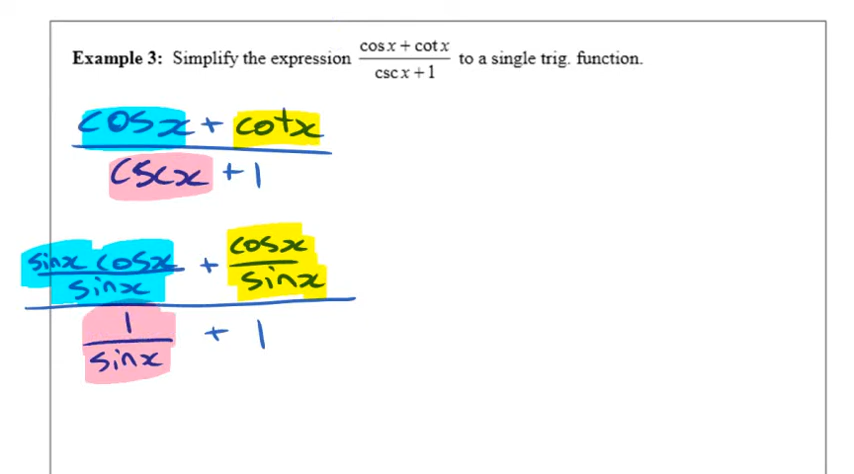 Example 3: Simplify the expression (cos x + cot x)/(csc x + 1) to a single trig. function.
cosx + cotx
cscx + 1
sinx cosx + cosx
sinx sinx
1 + 1
sinx